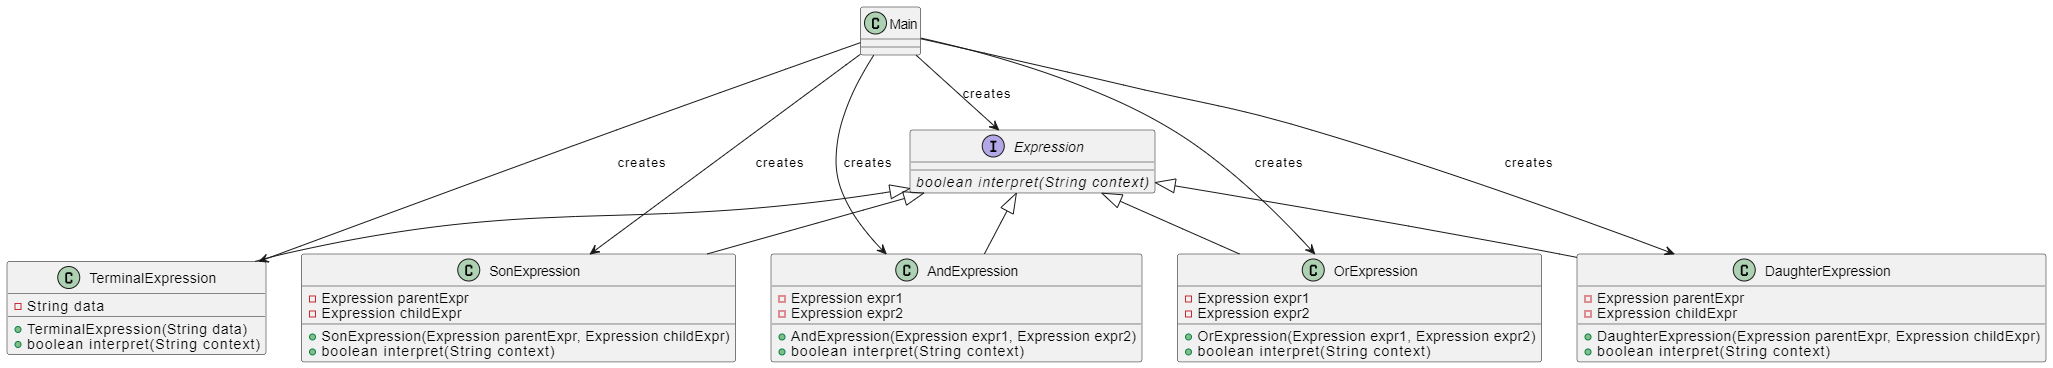 C Main
creates
creates
creates
creates
creates
creates
I Expression
boolean interpret(String context)
C TerminalExpression
String data
TerminalExpression(String data)
boolean interpret(String context)
C SonExpression
Expression parentExpr
Expression childExpr
SonExpression(Expression parentExpr, Expression childExpr)
boolean interpret(String context)
C AndExpression
Expression expr1
Expression expr2
AndExpression(Expression expr1, Expression expr2)
boolean interpret(String context)
C OrExpression
Expression expr1
Expression expr2
OrExpression(Expression expr1, Expression expr2)
boolean interpret(String context)
C DaughterExpression
Expression parentExpr
Expression childExpr
DaughterExpression(Expression parentExpr, Expression childExpr)
boolean interpret(String context)